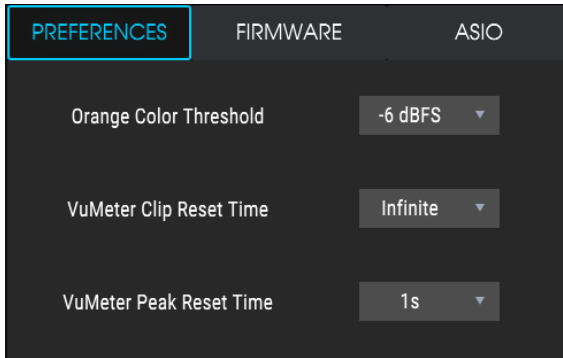 PREFERENCES FIRMWARE ASIO
Orange Color Threshold -6 dBFS
VuMeter Clip Reset Time Infinite
VuMeter Peak Reset Time 1s